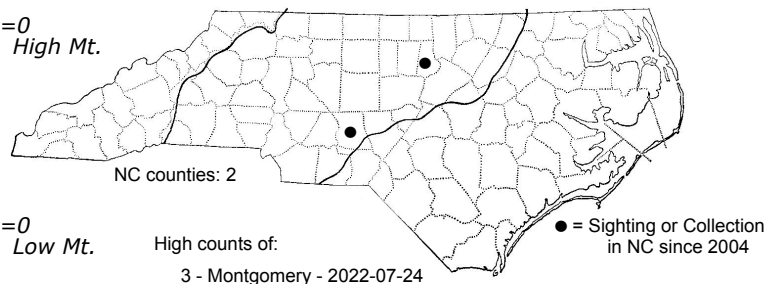 =0
High Mt.
NC counties: 2
=0
Low Mt.
High counts of:
3 - Montgomery - 2022-07-24
● = Sighting or Collection
in NC since 2004